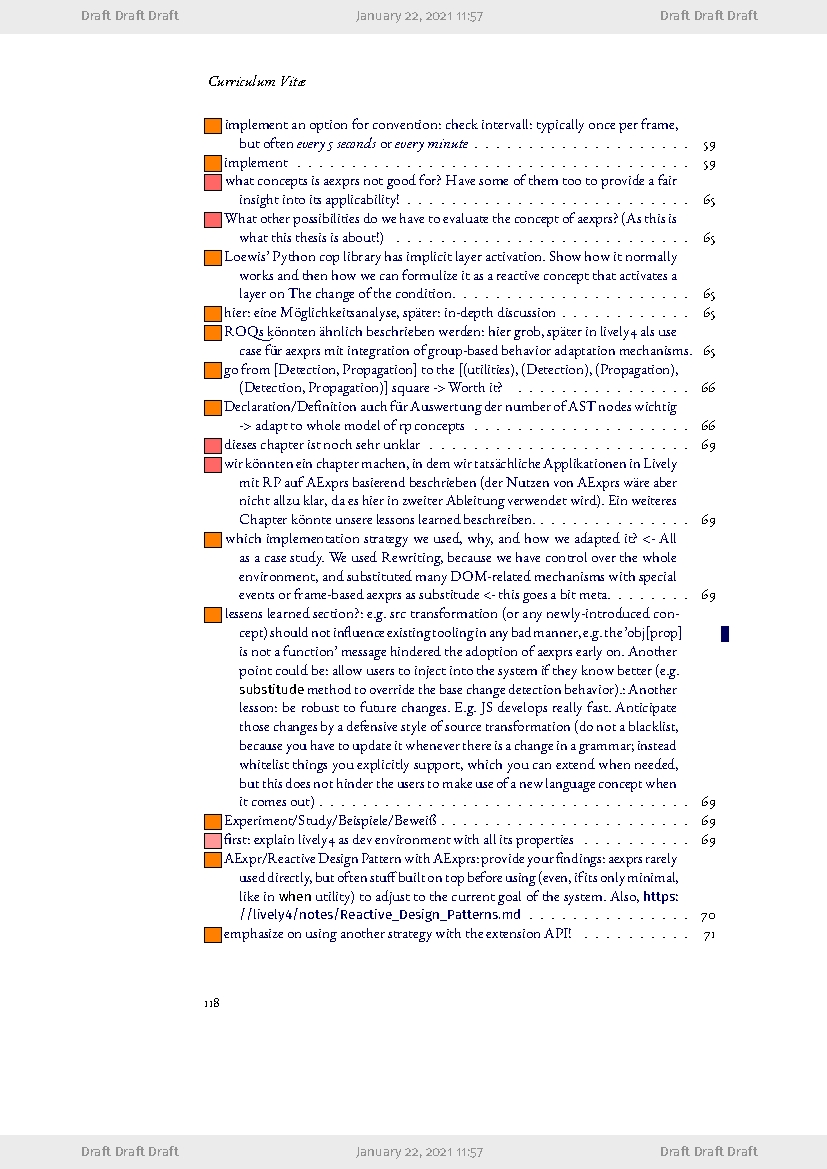 Draft Draft Draft January 22, 2021 11:57 Draft Draft Draft
Curriculum Vitæ
implement an option for convention: check intervall: typically once per frame,
but often every 5 seconds or every minute . . . . . . . . . . . . . . . . . . . . 59
implement . . . . . . . . . . . . . . . . . . . . . . . . . . . . . . . . . . . . . 59
what concepts is aexprs not good for? Have some of them too to provide a fair
insight into its applicability! . . . . . . . . . . . . . . . . . . . . . . . . . . 65
What other possibilities do we have to evaluate the concept of aexprs? (As this is
what this thesis is about!) . . . . . . . . . . . . . . . . . . . . . . . . . . . 65
Loewis' Python cop library has implicit layer activation. Show how it normally
works and then how we can formulize it as a reactive concept that activates a
layer on The change of the condition. . . . . . . . . . . . . . . . . . . . . . 65
hier: eine Möglichkeitsanalyse, später: in-depth discussion . . . . . . . . . . . . 65
ROQs könnten ähnlich beschrieben werden: hier grob, später in lively4 als use
case für aexprs mit integration of group-based behavior adaptation mechanisms. 65
go from [Detection, Propagation] to the [(utilities), (Detection), (Propagation),
(Detection, Propagation)] square -> Worth it? . . . . . . . . . . . . . . . . 66
Declaration/Definition auch für Auswertung der number of AST nodes wichtig
-> adapt to whole model of rp concepts . . . . . . . . . . . . . . . . . . . . 66
dieses chapter ist noch sehr unklar . . . . . . . . . . . . . . . . . . . . . . . . 69
wir könnten ein chapter machen, in dem wir tatsächliche Applikationen in Lively
mit RP auf AExprs basierend beschrieben (der Nutzen von AExprs wäre aber
nicht allzu klar, da es hier in zweiter Ableitung verwendet wird). Ein weiteres
Chapter könnte unsere lessons learned beschreiben. . . . . . . . . . . . . . . 69
which implementation strategy we used, why, and how we adapted it? <- All
as a case study. We used Rewriting, because we have control over the whole
environment, and substituted many DOM-related mechanisms with special
events or frame-based aexprs as substitude <- this goes a bit meta. . . . . . . . 69
lessens learned section?: e.g. src transformation (or any newly-introduced con-
cept) should not influence existing tooling in any bad manner, e.g. the 'obj[prop]
is not a function' message hindered the adoption of aexprs early on. Another
point could be: allow users to inject into the system if they know better (e.g.
substitude method to override the base change detection behavior).: Another
lesson: be robust to future changes. E.g. JS develops really fast. Anticipate
those changes by a defensive style of source transformation (do not a blacklist,
because you have to update it whenever there is a change in a grammar; instead
whitelist things you explicitly support, which you can extend when needed,
but this does not hinder the users to make use of a new language concept when
it comes out) . . . . . . . . . . . . . . . . . . . . . . . . . . . . . . . . . . 69
Experiment/Study/Beispiele/Beweiß . . . . . . . . . . . . . . . . . . . . . . . 69
first: explain lively4 as dev environment with all its properties . . . . . . . . . . 69
AExpr/Reactive Design Pattern with AExprs: provide your findings: aexprs rarely
used directly, but often stuff built on top before using (even, if its only minimal,
like in when utility) to adjust to the current goal of the system. Also, https:
//lively4/notes/Reactive_Design_Patterns.md . . . . . . . . . . . . . . . 70
emphasize on using another strategy with the extension API! . . . . . . . . . . 71
118
Draft Draft Draft January 22, 2021 11:57 Draft Draft Draft